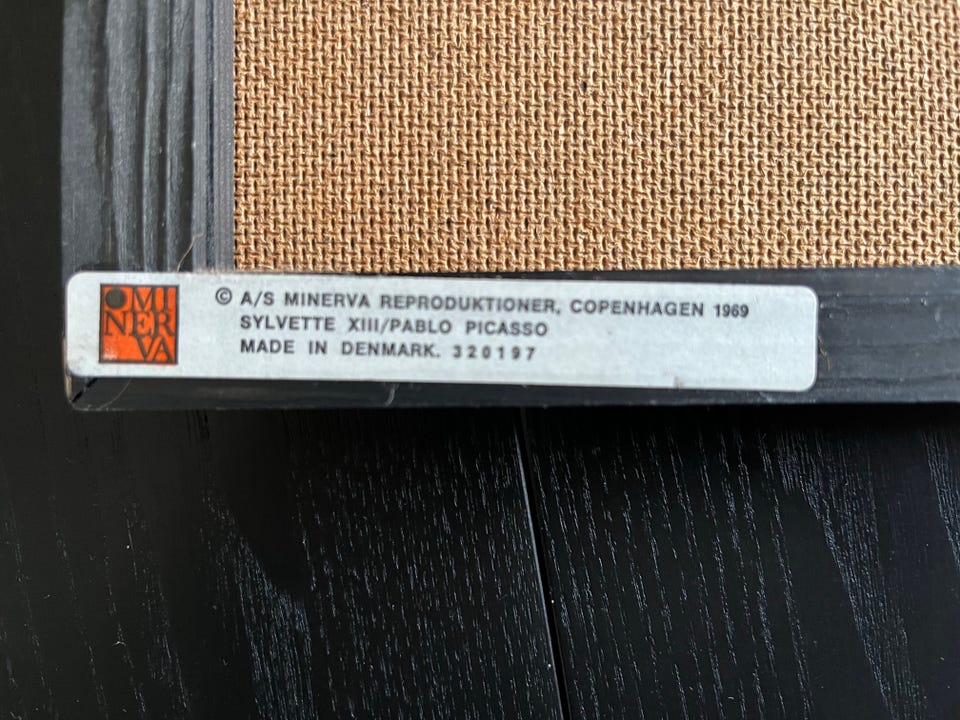 MI
NER
VA
© A/S MINERVA REPRODUKTIONER, COPENHAGEN 1969
SYLVETTE XIII/PABLO PICASSO
MADE IN DENMARK. 320197